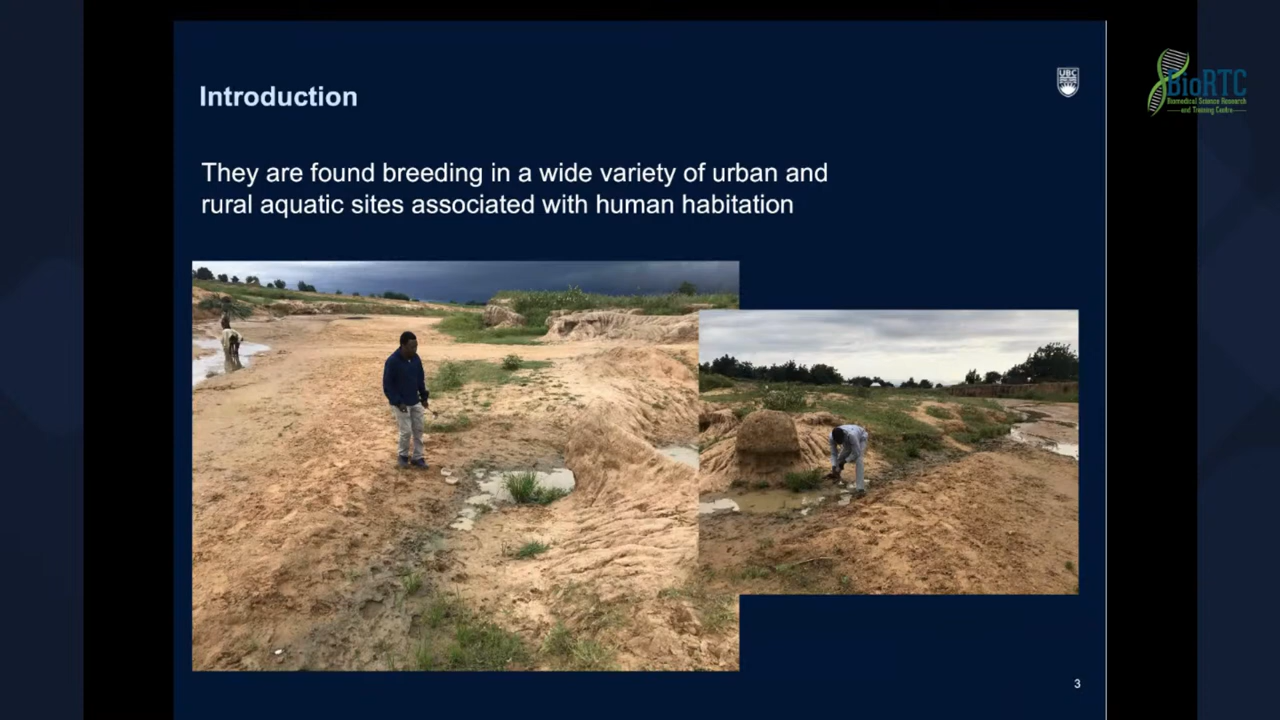 UBC
BioRTC
Biomedical Science Research
and Training Centre
Introduction
They are found breeding in a wide variety of urban and
rural aquatic sites associated with human habitation
3